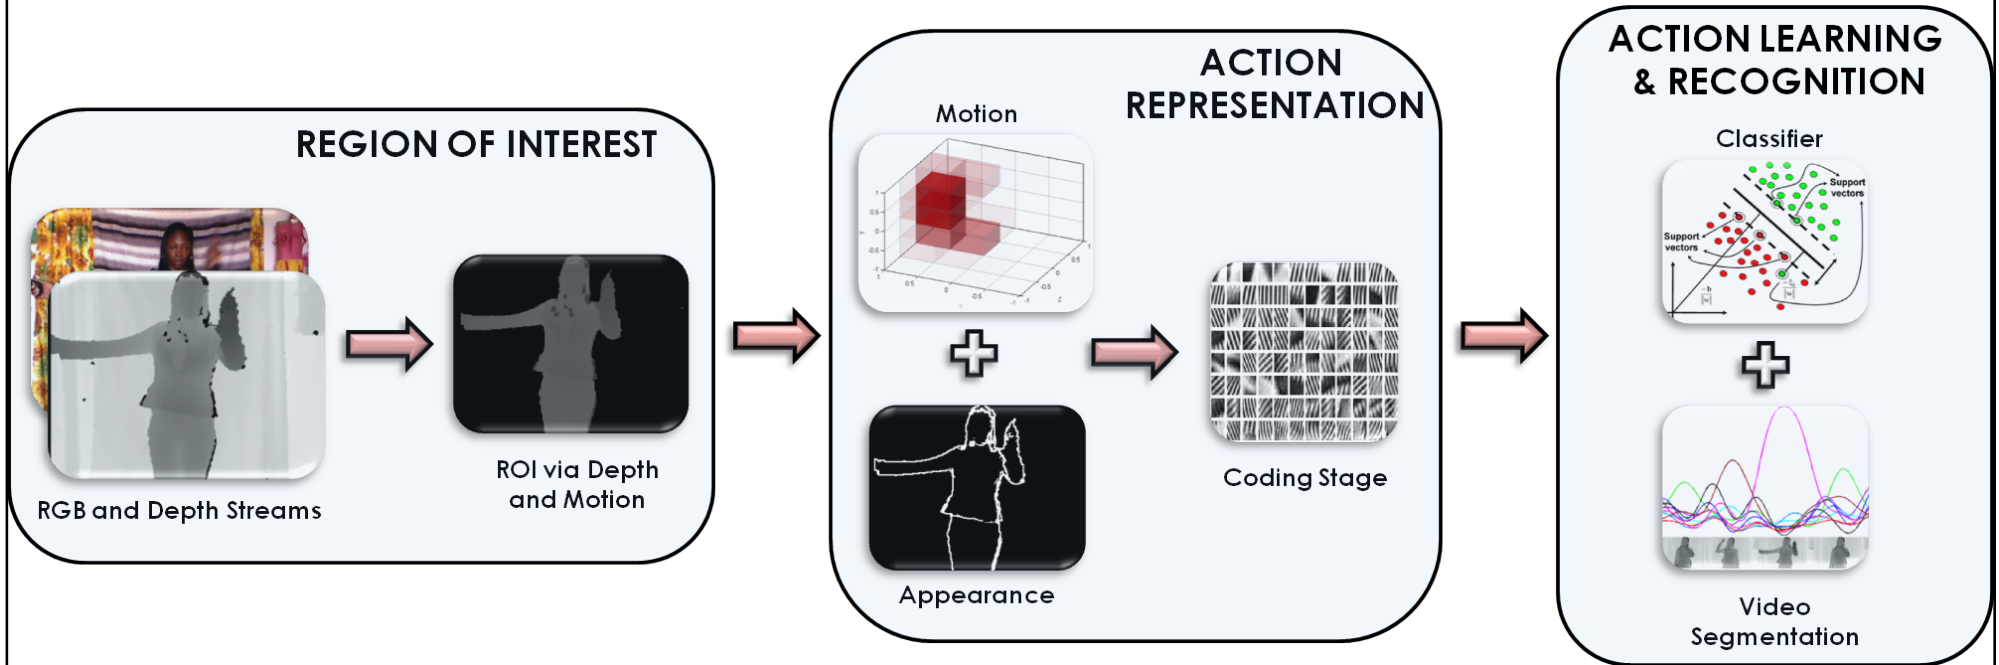 REGION OF INTEREST
RGB and Depth Streams
ROI via Depth
and Motion
ACTION
REPRESENTATION
Motion
Appearance
Coding Stage
ACTION LEARNING
& RECOGNITION
Classifier
Support
vectors
Support
vectors
Video
Segmentation